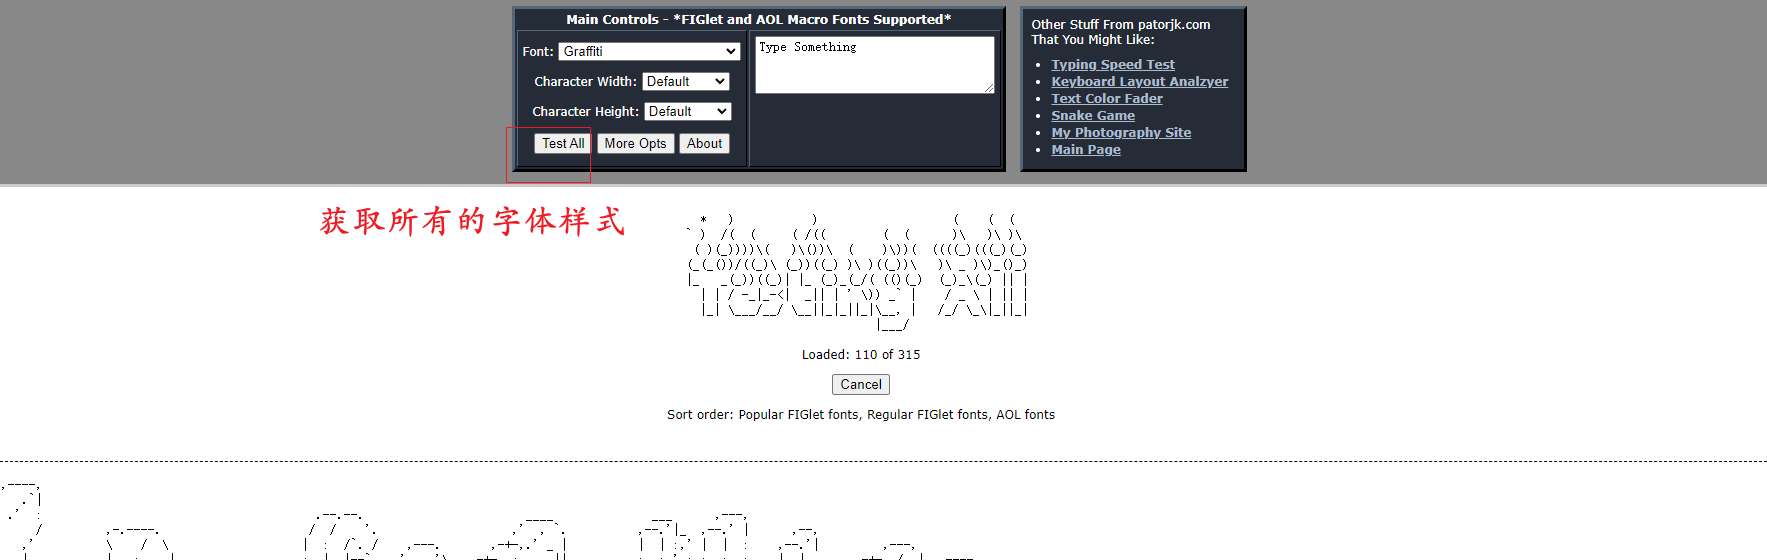 Main Controls - *FIGlet and AOL Macro Fonts Supported*
Font: Graffiti
Character Width: Default
Character Height: Default
Test All More Opts About
Type Something
Other Stuff From patorjk.com
That You Might Like:
Typing Speed Test
Keyboard Layout Analzyer
Text Color Fader
Snake Game
My Photography Site
Main Page
获取所有的字体样式
Testing All
Loaded: 110 of 315
Cancel
Sort order: Popular FIGlet fonts, Regular FIGlet fonts, AOL fonts